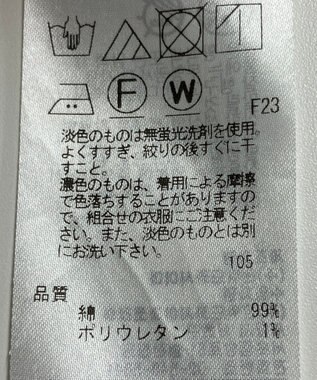 F W F23
淡色のものは無蛍光洗剤を使用。
よくすすぎ、絞りの後すぐに干
すこと。
濃色のものは、着用による摩擦
で色落ちすることがありますの
で、組合せの衣服にご注意くだ
さい。また、淡色のものとは別
にお洗い下さい。
105
品質
綿 99%
ポリウレタン 1%